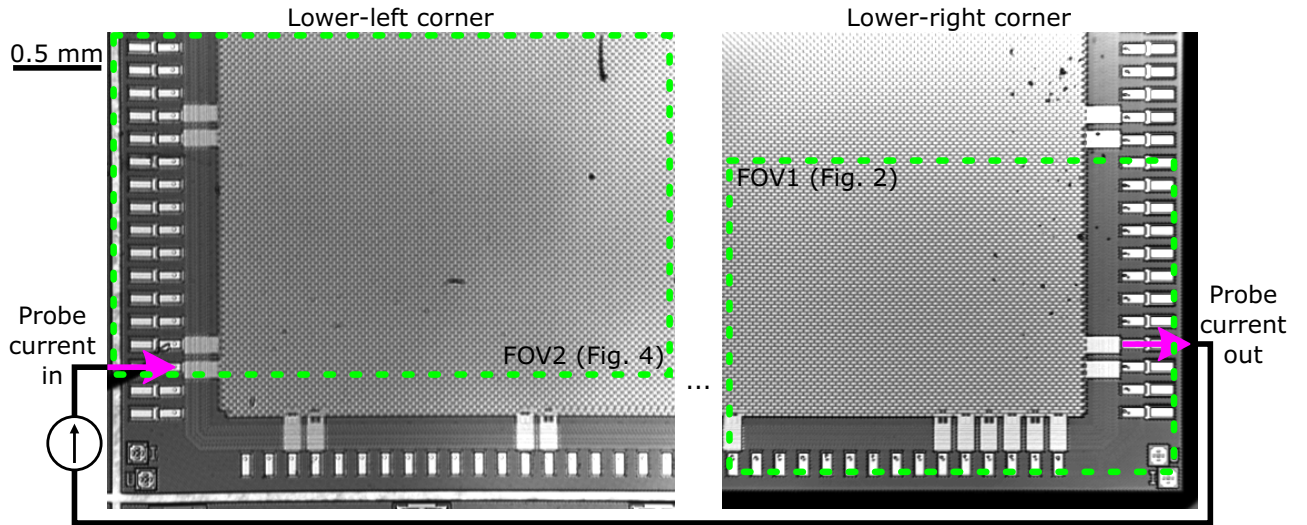 Lower-left corner
Lower-right corner
0.5 mm
FOV1 (Fig. 2)
Probe
current
in
FOV2 (Fig. 4)
...
Probe
current
out